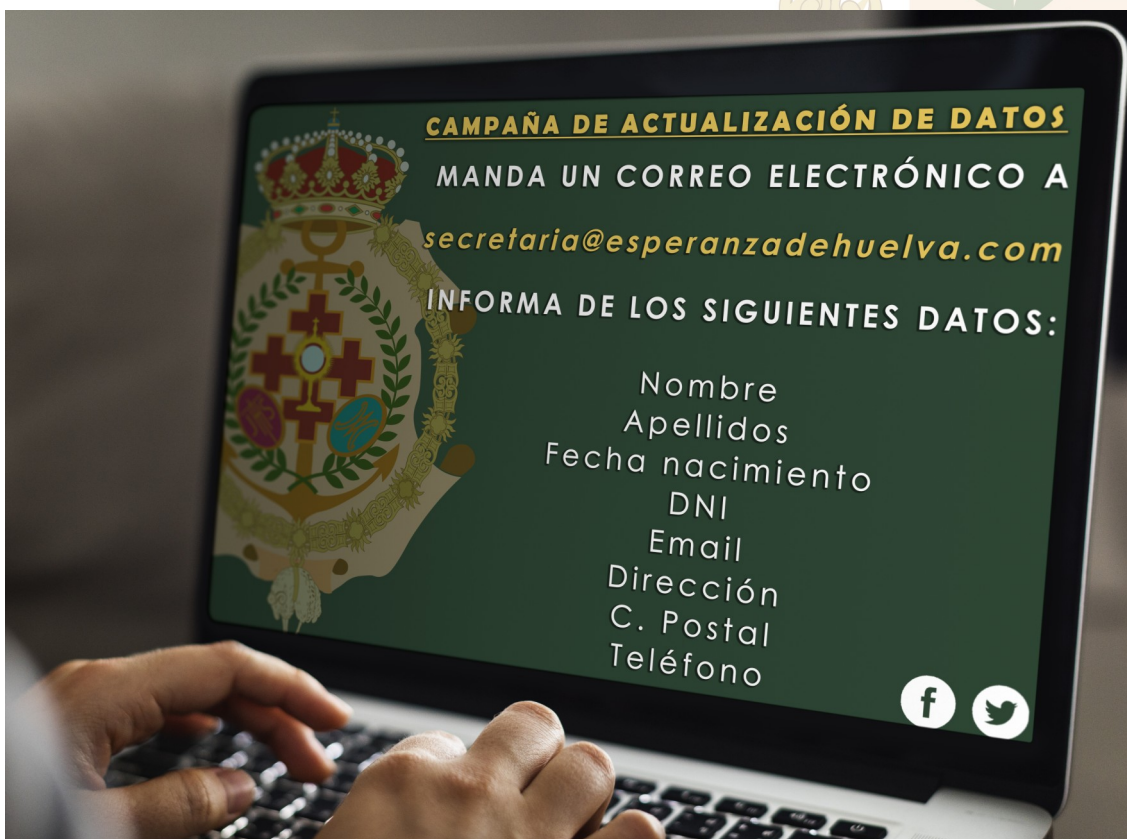 CAMPAÑA DE ACTUALIZACIÓN DE DATOS
MANDA UN CORREO ELECTRÓNICO A
secretaria@esperanzadehuelva.com
INFORMA DE LOS SIGUIENTES DATOS:
Nombre
Apellidos
Fecha nacimiento
DNI
Email
Dirección
C. Postal
Teléfono